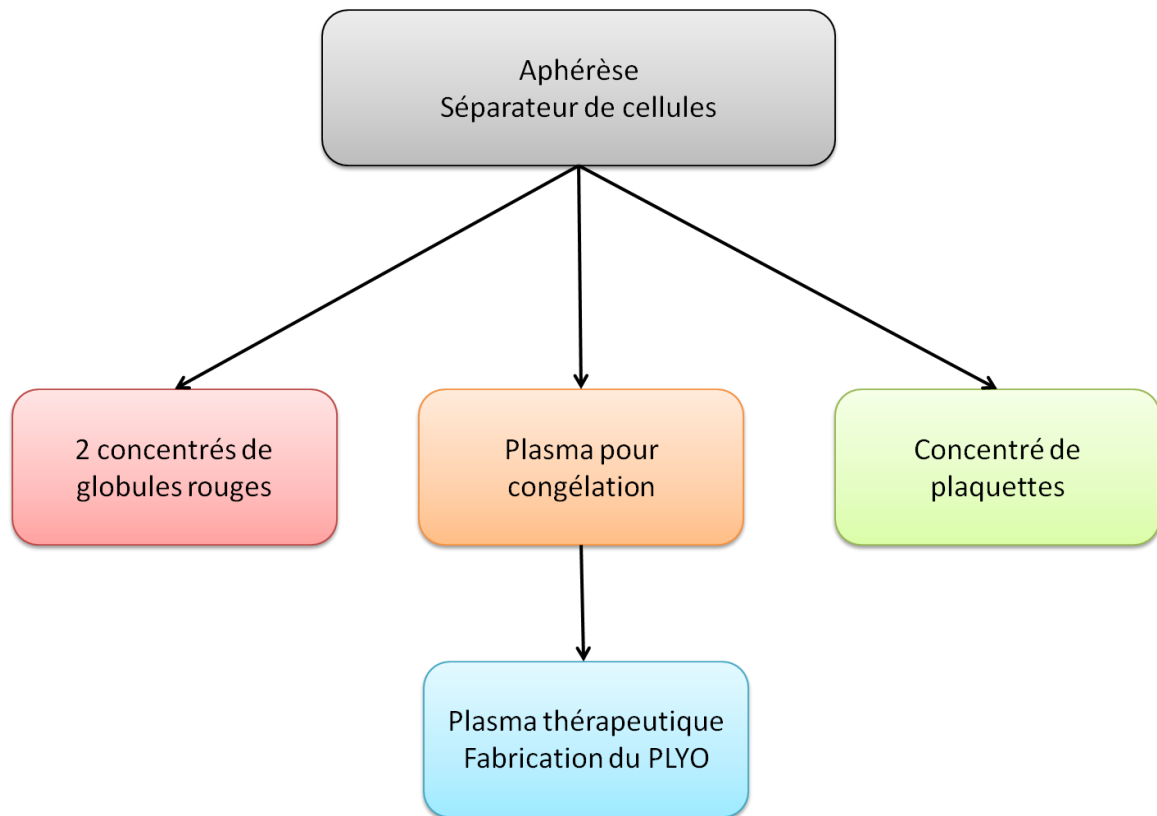 Aphérèse
Séparateur de cellules
2 concentrés de
globules rouges
Plasma pour
congélation
Concentré de
plaquettes
Plasma thérapeutique
Fabrication du PLYO